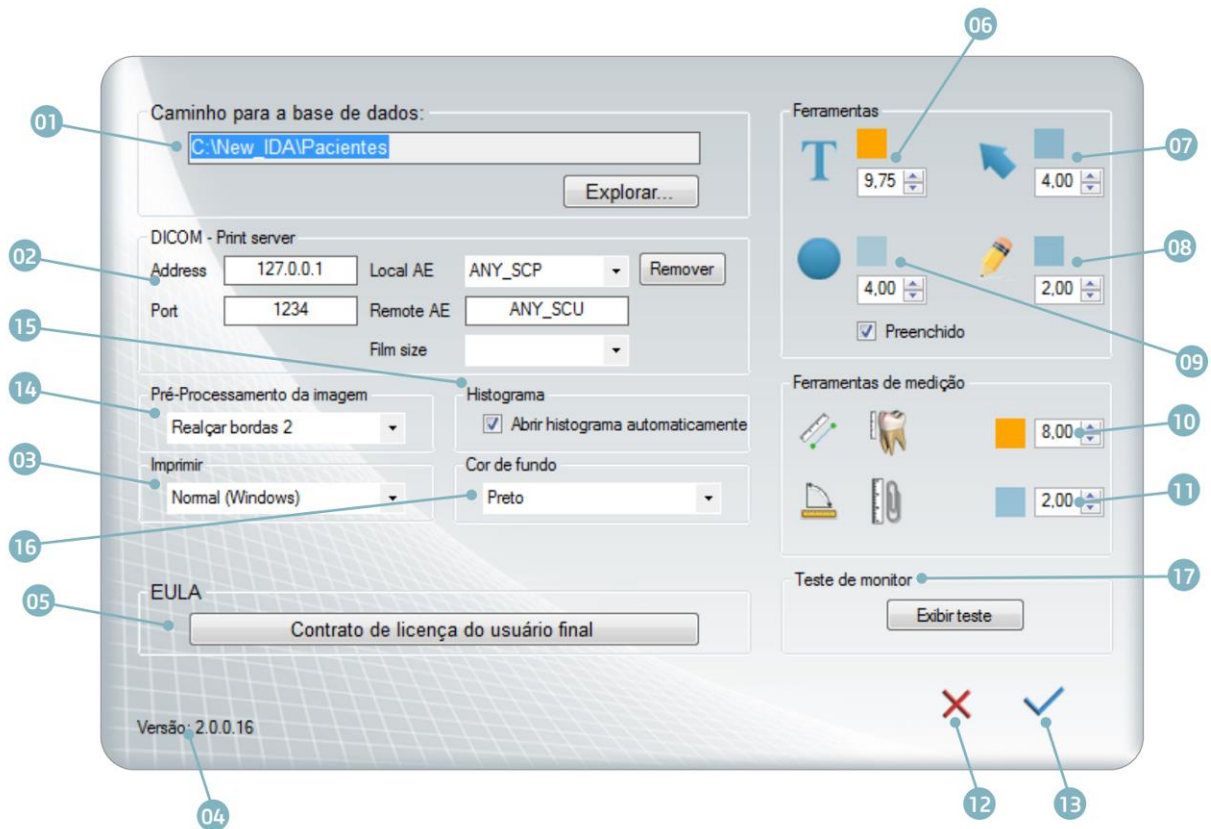 06
Caminho para a base de dados:
Ferramentas
01
C:\New_IDA\Pacientes
T
07
9,75
4,00
Explorar...
DICOM - Print server
02
Address
127.0.0.1
Local AE
ANY_SCP
Remover
08
4,00
2,00
Port
1234
Remote AE
ANY_SCU
15
Preenchido
Film size
09
14
Pré-Processamento da imagem
Histograma
Ferramentas de medição
Realçar bordas 2
Abrir histograma automaticamente
8,00
10
03
Imprimir
Cor de fundo
Normal (Windows)
Preto
2,00
11
16
EULA
Teste de monitor
17
05
Contrato de licença do usuário final
Exibir teste
Versão: 2.0.0.16
04
12
13